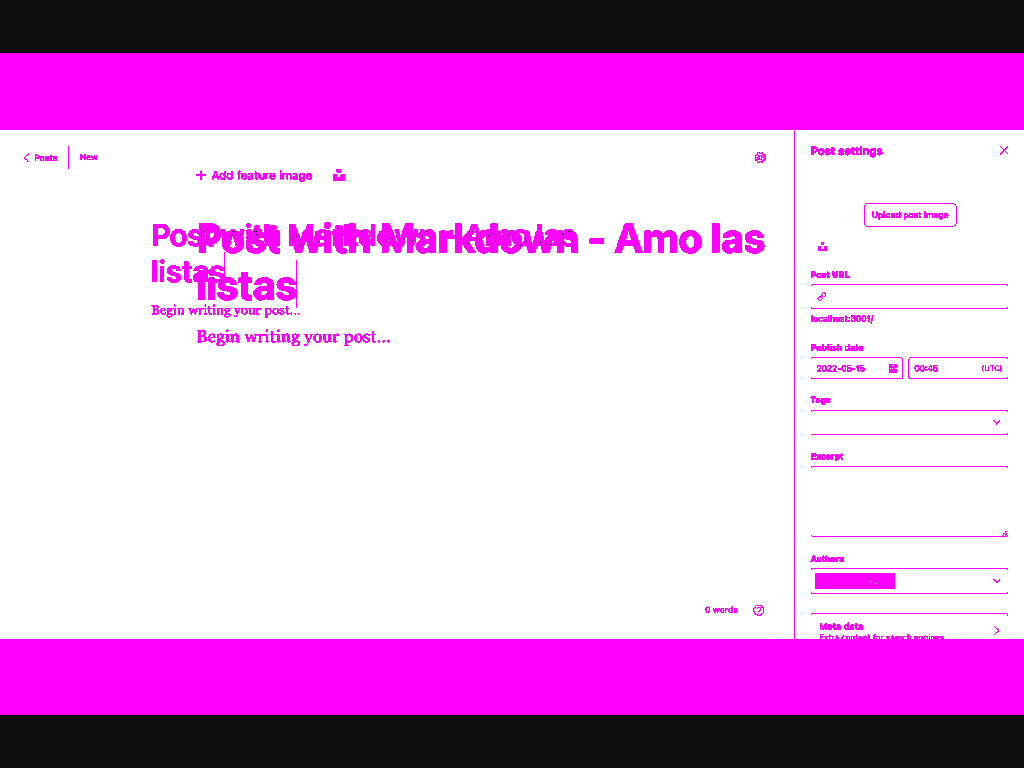 Posts
New
Post settings
Add feature image
Upload post image
Post with Markdown - Amo las
listas
Post with Markdown - Amo las
listas
Begin writing your post...
Begin writing your post...
Post URL
localhost:3001/
Publish date
2022-05-15
00:45
(UTC)
Tags
Excerpt
Authors
0 words
Meta data
Extra content for search engines